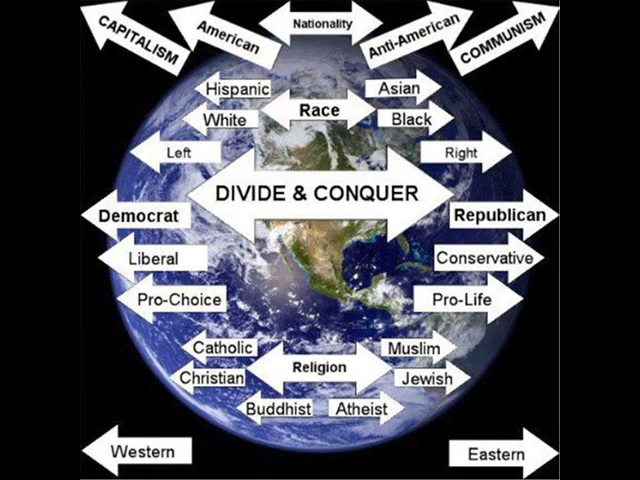 CAPITALISM
American
Nationality
Anti-American
COMMUNISM
Hispanic
Asian
Race
White
Black
Left
Right
DIVIDE & CONQUER
Democrat
Republican
Liberal
Conservative
Pro-Choice
Pro-Life
Catholic
Muslim
Religion
Christian
Jewish
Buddhist
Atheist
Western
Eastern